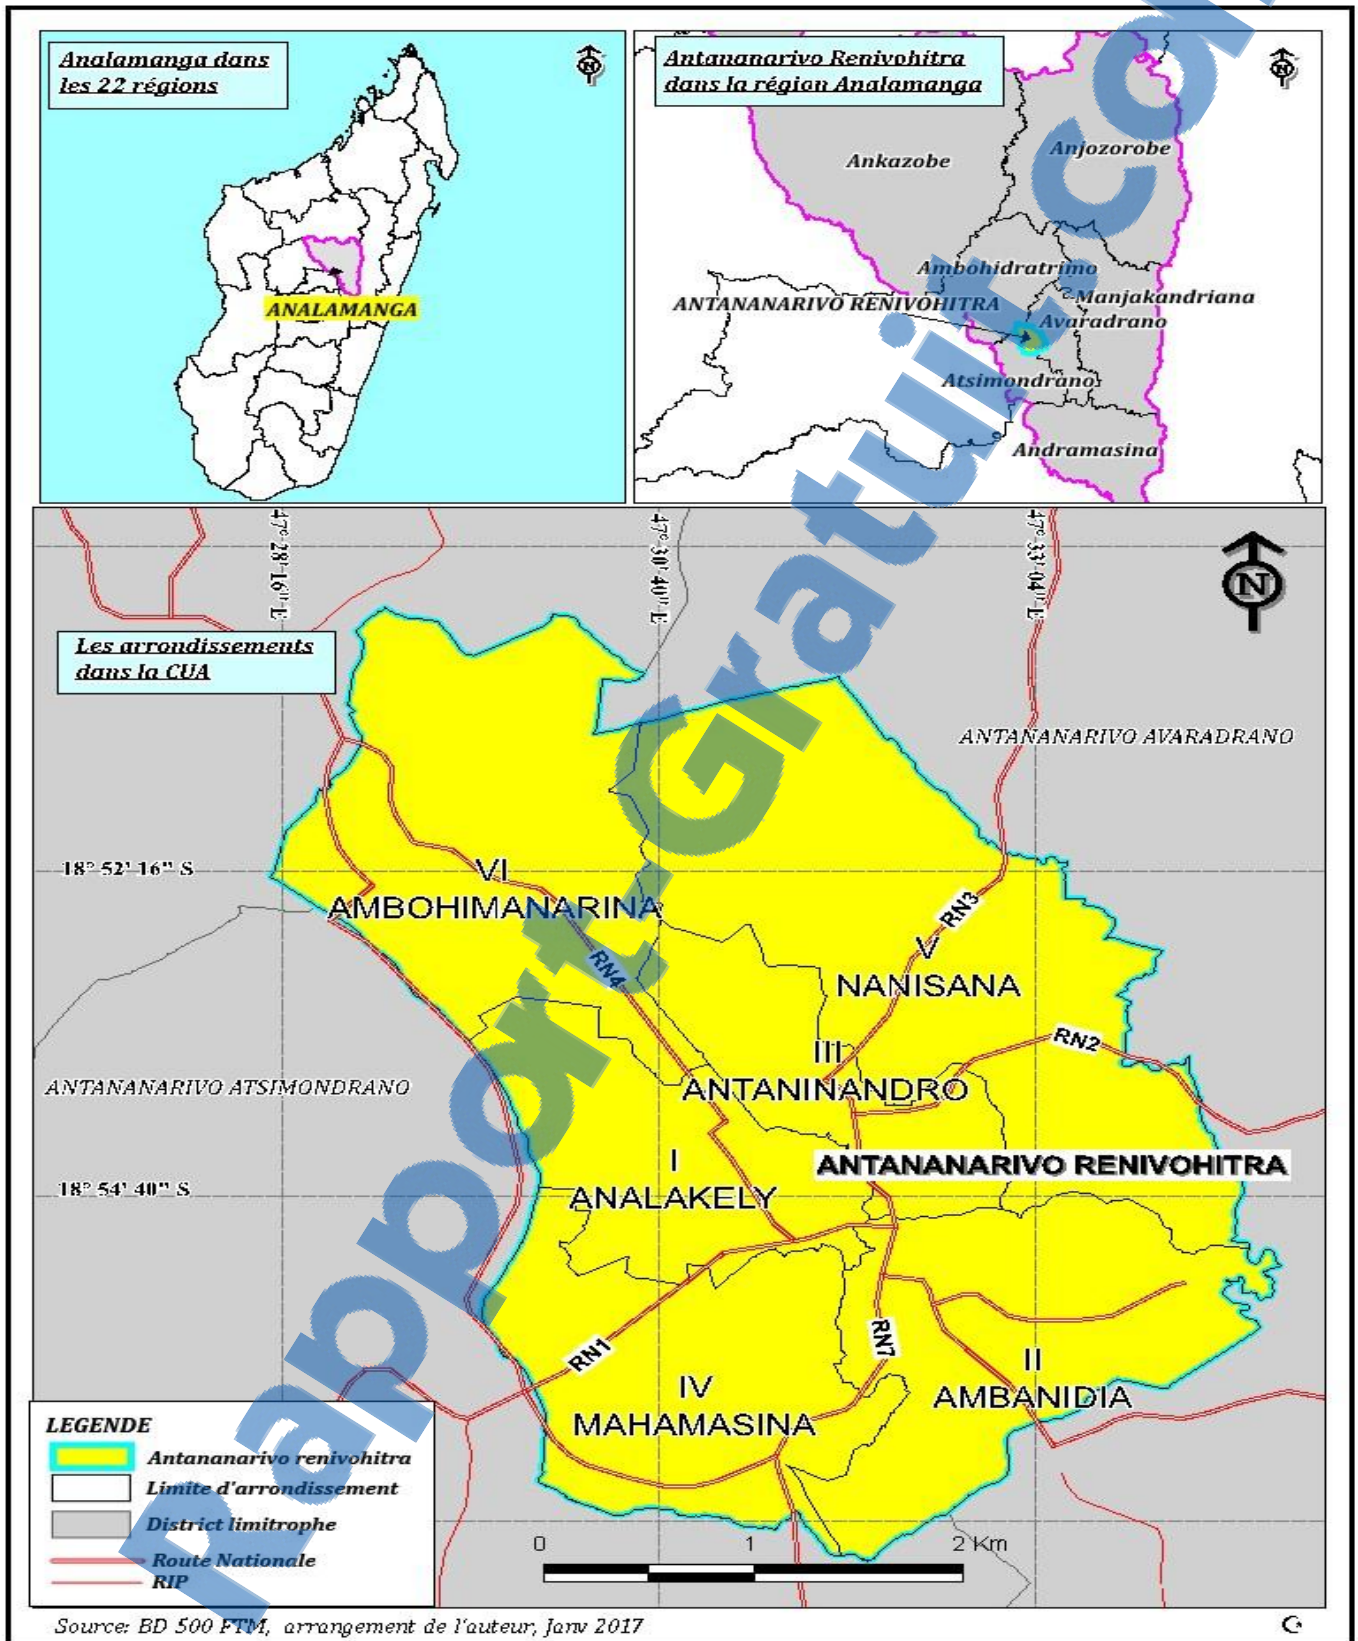 Analamanga dans
les 22 régions
N
ANALAMANGA
Antananarivo Renivohitra
dans la région Analamanga
N
Ankazobe
Anjozorobe
Ambohidratrimo
ANTANANARIVO RENIVOHITRA
Manjakandriana
Avaradrano
Atsimondrano
Andramasina
47° 28' 16" E
47° 30' 40" E
47° 33' 04" E
N
Les arrondissements
dans la CUA
ANTANANARIVO AVARADRANO
18° 52' 16" S
VI
AMBOHIMANARINA
RN3
RN4
V
NANISANA
RN2
III
ANTANINANDRO
ANTANANARIVO ATSIMONDRANO
I
ANALAKELY
ANTANANARIVO RENIVOHITRA
18° 54' 40" S
RN1
RN7
II
AMBANIDIA
IV
MAHAMASINA
LEGENDE
Antananarivo renivohitra
Limite d'arrondissement
District limitrophe
Route Nationale
RIP
0 1 2 Km
Source: BD 500 FTM, arrangement de l'auteur, Janv 2017
Rapport-Gratuit.com